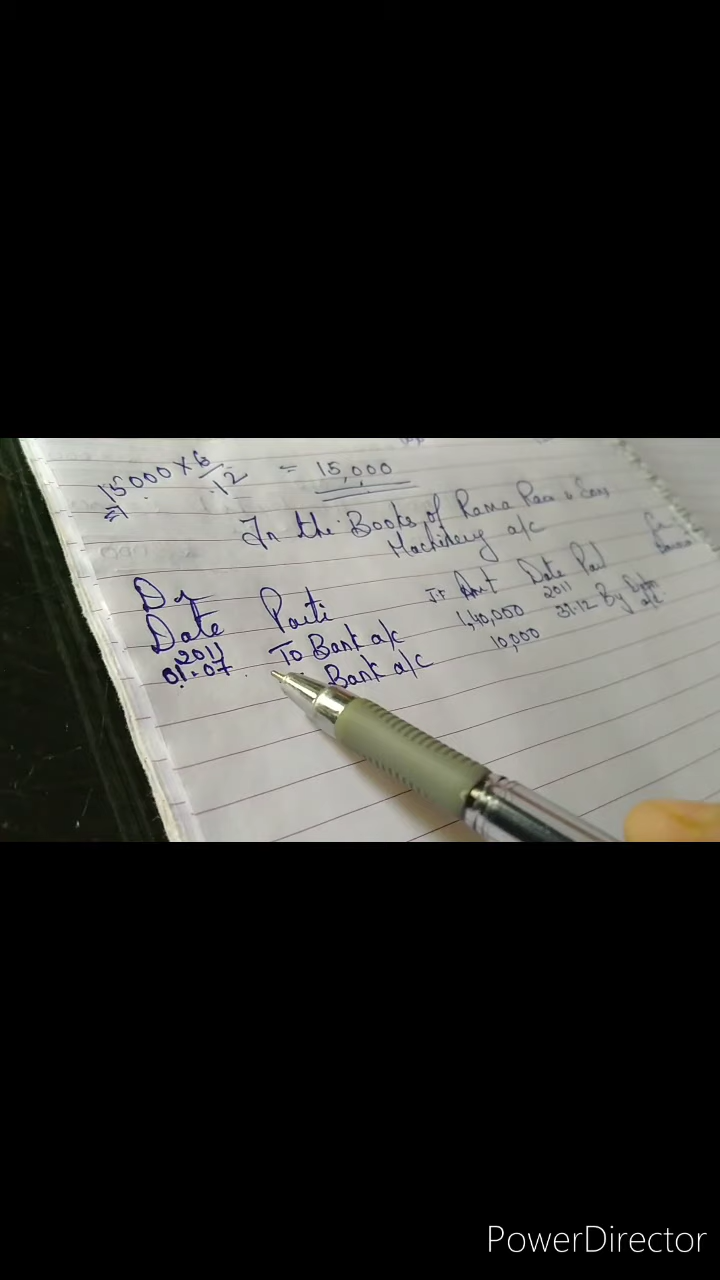 15000 × 6/12 = 15,000
In the Books of Rama Rao & Sons
Machinery a/c
Dr
Date Parti J.F Amt Date Parti
2011 To Bank a/c 1,40,000 2011
01.07 Bank a/c 10,000 31.12 By a/c
PowerDirector